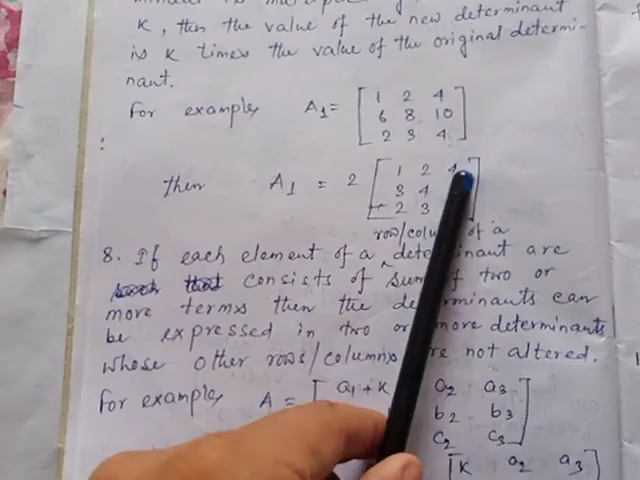 K, then the value of the new determinant
is K times the value of the original determi-
nant.
For example, A1 = [ 1 2 4
6 8 10
2 3 4 ]
then A1 = 2 [ 1 2 4
3 4
2 3 ]
row/column of a
8. If each element of a ^ determinant are
consists of sum of two or
more terms then the determinants can
be expressed in two or more determinants
whose other rows/columns are not altered.
For example, A = [ a1+k a2 a3
b2 b3
c2 c3 ]
[ K a2 a3 ]